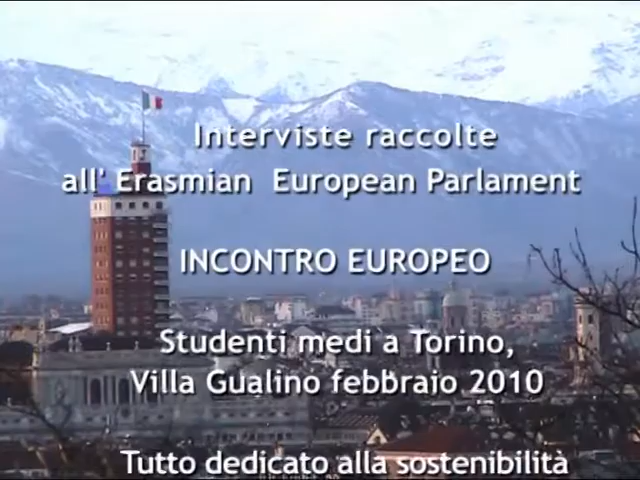 Interviste raccolte
all' Erasmian European Parlament
INCONTRO EUROPEO
Studenti medi a Torino,
Villa Gualino febbraio 2010
Tutto dedicato alla sostenibilità